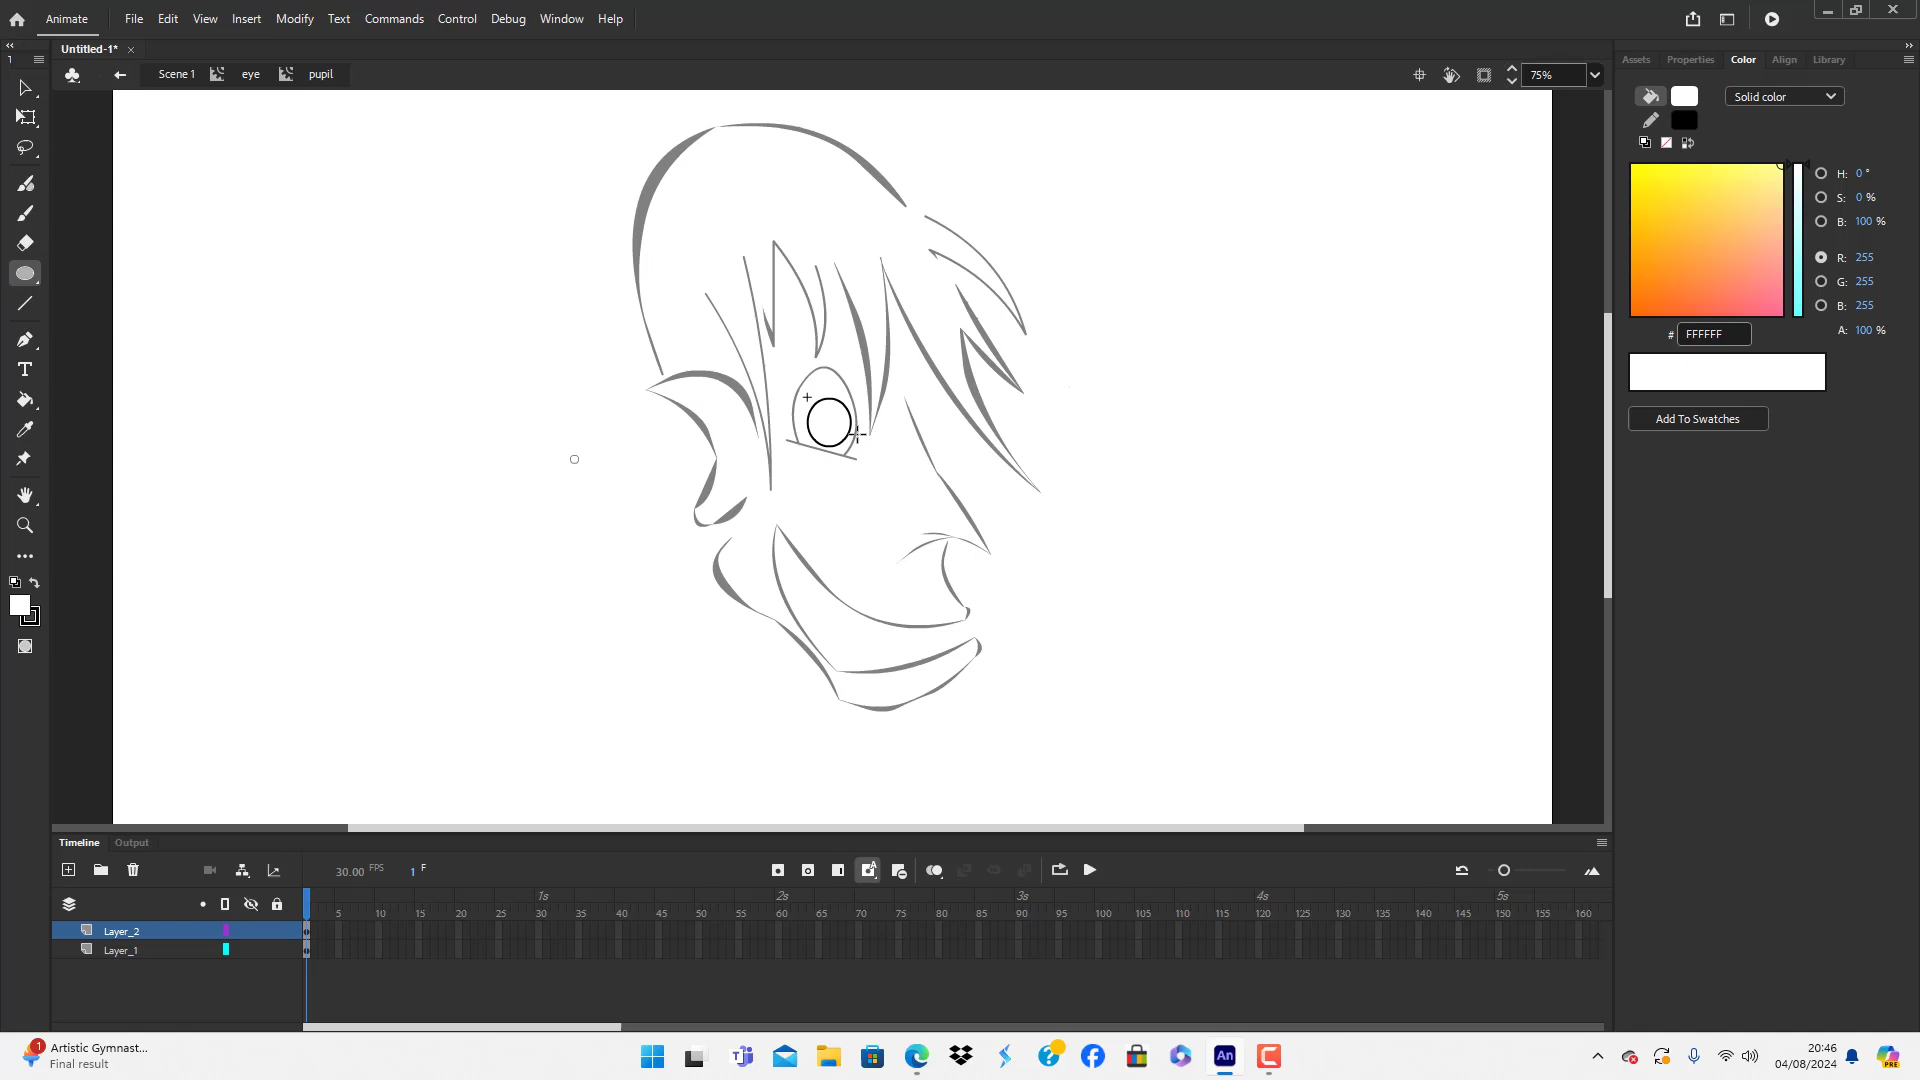 Animate File Edit View Insert Modify Text Commands Control Debug Window Help
Untitled-1*
Scene 1 eye pupil 75%
Assets Properties Color Align Library
Solid color
H: 0 °
S: 0 %
B: 100 %
R: 255
G: 255
B: 255
A: 100 %
# FFFFFF
Add To Swatches
Timeline Output
30.00 FPS 1 F
1s 2s 3s 4s 5s
5 10 15 20 25 30 35 40 45 50 55 60 65 70 75 80 85 90 95 100 105 110 115 120 125 130 135 140 145 150 155 160
Layer_2
Layer_1
1 Artistic Gymnast...
Final result
An
PRE
20:46
04/08/2024